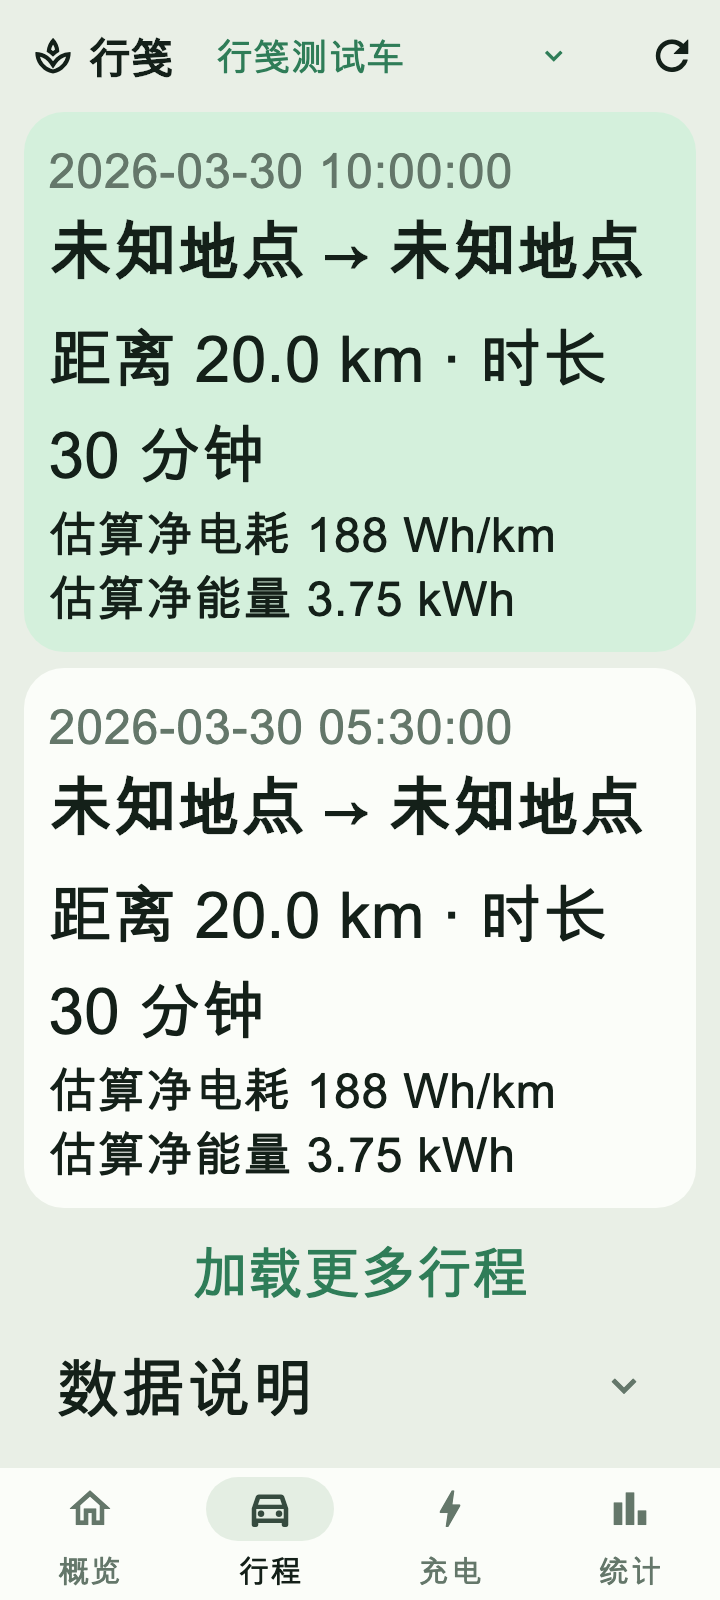 行笺 行笺测试车
2026-03-30 10:00:00
未知地点 → 未知地点
距离 20.0 km · 时长
30 分钟
估算净电耗 188 Wh/km
估算净能量 3.75 kWh
2026-03-30 05:30:00
未知地点 → 未知地点
距离 20.0 km · 时长
30 分钟
估算净电耗 188 Wh/km
估算净能量 3.75 kWh
加载更多行程
数据说明
概览 行程 充电 统计